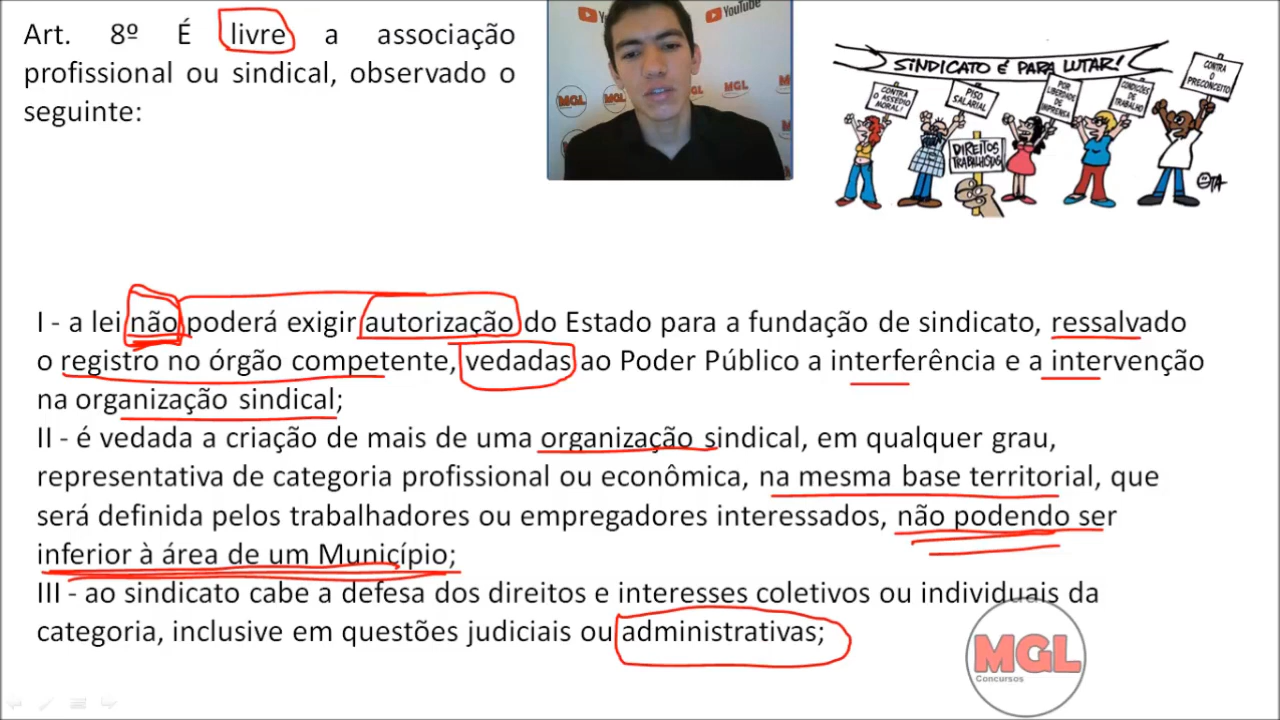 Art. 8º É livre a associação
profissional ou sindical, observado o
seguinte:
YouTube
MGL
MGL
MGL
MGL
SINDICATO É PARA LUTAR!
CONTRA O ASSÉDIO MORAL!
PISO SALARIAL
POR LIBERDADE DE IMPRENSA
CONDIÇÕES DE TRABALHO
CONTRA O PRECONCEITO
DIREITOS TRABALHISTAS
I - a lei não poderá exigir autorização do Estado para a fundação de sindicato, ressalvado
o registro no órgão competente, vedadas ao Poder Público a interferência e a intervenção
na organização sindical;
II - é vedada a criação de mais de uma organização sindical, em qualquer grau,
representativa de categoria profissional ou econômica, na mesma base territorial, que
será definida pelos trabalhadores ou empregadores interessados, não podendo ser
inferior à área de um Município;
III - ao sindicato cabe a defesa dos direitos e interesses coletivos ou individuais da
categoria, inclusive em questões judiciais ou administrativas;
MGL
Concursos